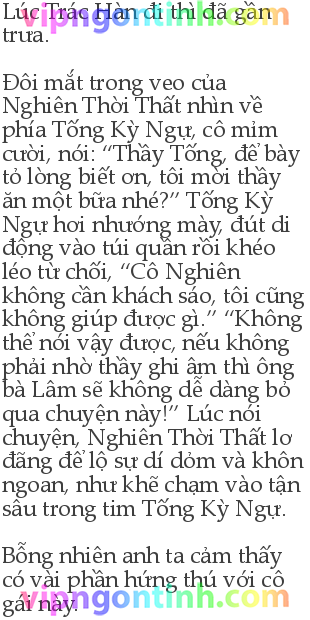 vipngontinh.com
Lúc Trác Hàn đi thì đã gần
trưa.
Đôi mắt trong veo của
Nghiên Thời Thất nhìn về
phía Tống Kỳ Ngự, cô mỉm
cười, nói: “Thầy Tống, để bày
tỏ lòng biết ơn, tôi mời thầy
ăn một bữa nhé?” Tống Kỳ
Ngự hơi nhướng mày, đút di
động vào túi quần rồi khéo
léo từ chối, “Cô Nghiên
không cần khách sáo, tôi cũng
không giúp được gì.” “Không
thể nói vậy được, nếu không
phải nhờ thầy ghi âm thì ông
bà Lâm sẽ không dễ dàng bỏ
qua chuyện này!” Lúc nói
chuyện, Nghiên Thời Thất lơ
đãng để lộ sự dí dỏm và khôn
ngoan, như khẽ chạm vào tận
sâu trong tim Tống Kỳ Ngự.
Bỗng nhiên anh ta cảm thấy
có vài phần hứng thú với cô
gái này.
vipngontinh.com